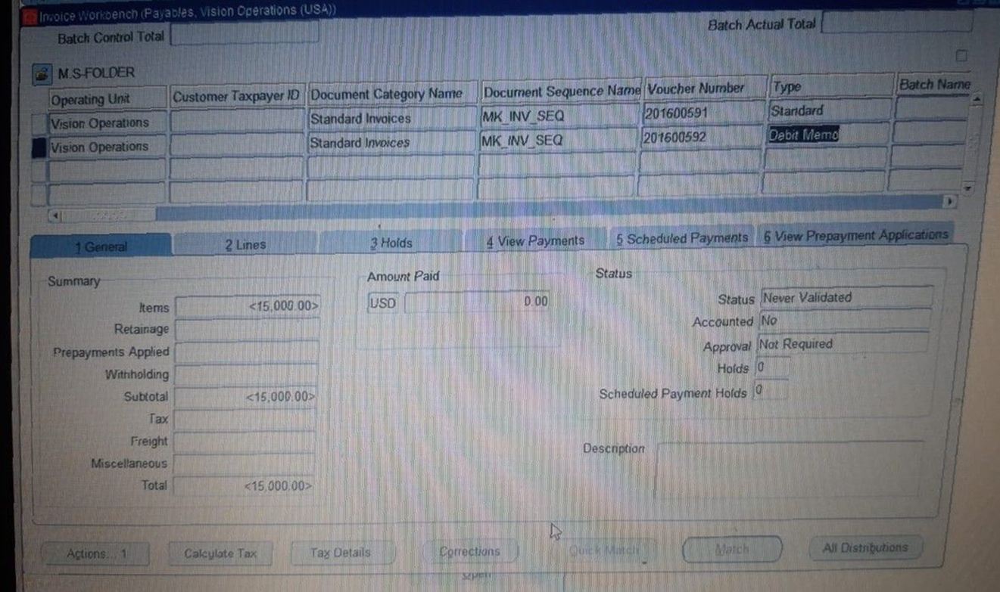 Invoice Workbench (Payables, Vision Operations (USA))
Batch Control Total
Batch Actual Total
M.S-FOLDER
Operating Unit Customer Taxpayer ID Document Category Name Document Sequence Name Voucher Number Type Batch Name
Vision Operations Standard Invoices MK_INV_SEQ 201600591 Standard
Vision Operations Standard Invoices MK_INV_SEQ 201600592 Debit Memo
1 General 2 Lines 3 Holds 4 View Payments 5 Scheduled Payments 6 View Prepayment Applications
Summary Amount Paid Status
Items <15,000.00> USD 0.00 Status Never Validated
Retainage Accounted No
Prepayments Applied Approval Not Required
Withholding Holds 0
Subtotal <15,000.00> Scheduled Payment Holds 0
Tax
Freight Description
Miscellaneous
Total <15,000.00>
Actions... 1 Calculate Tax Tax Details Corrections Quick Match Match All Distributions
Open